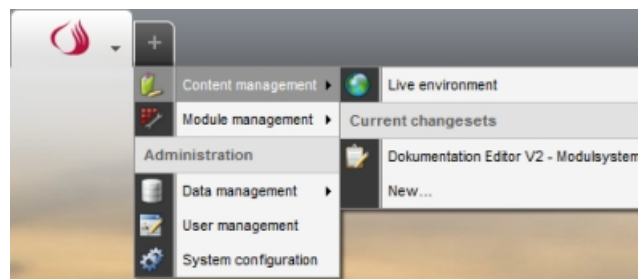 Content management
Module management
Administration
Data management
User management
System configuration
Live environment
Current changesets
Dokumentation Editor V2 - Modulsystem
New...